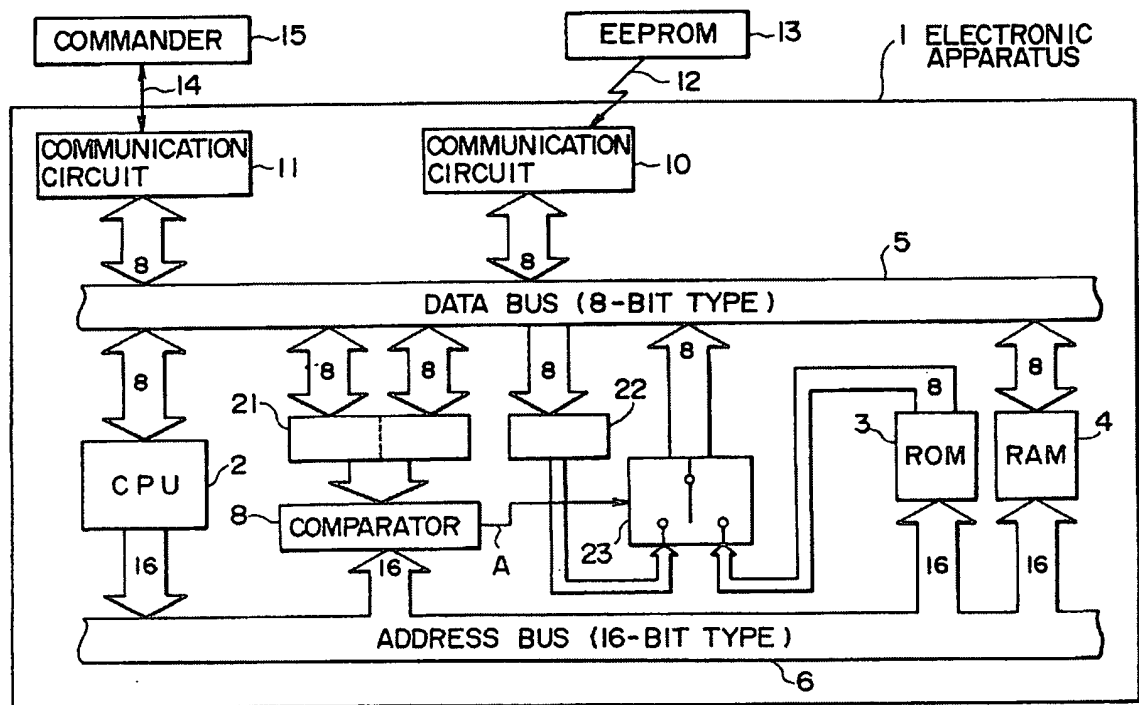 COMMANDER
15
EEPROM
13
1 ELECTRONIC
APPARATUS
14
12
COMMUNICATION
CIRCUIT
11
COMMUNICATION
CIRCUIT
10
8
8
5
DATA BUS (8-BIT TYPE)
8
8
8
8
8
8
8
21
22
3
4
2
CPU
ROM
RAM
8
COMPARATOR
A
23
16
16
16
16
ADDRESS BUS (16-BIT TYPE)
6